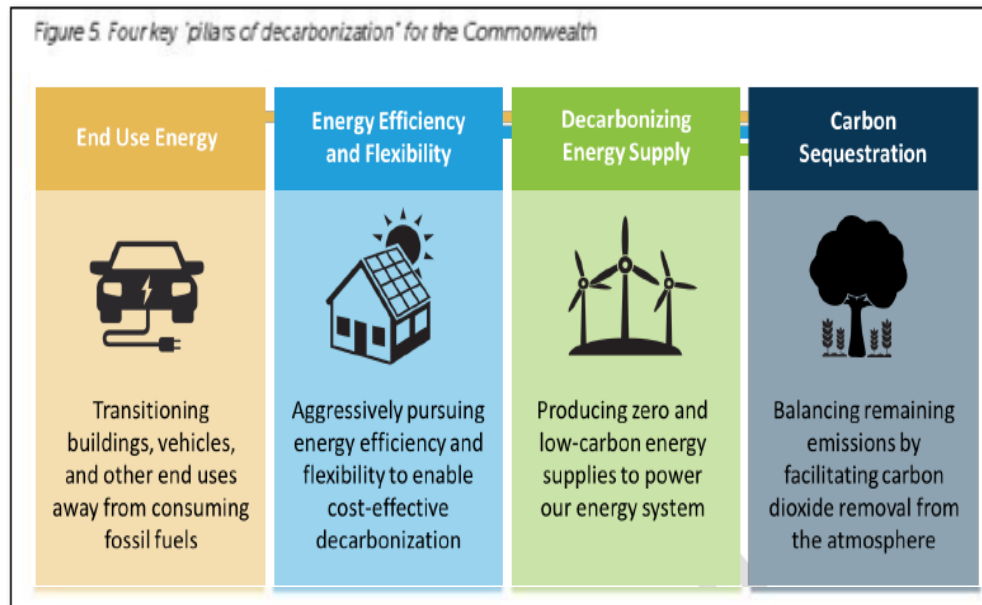 Figure 5. Four key "pillars of decarbonization" for the Commonwealth
End Use Energy
Transitioning
buildings, vehicles,
and other end uses
away from consuming
fossil fuels
Energy Efficiency
and Flexibility
Aggressively pursuing
energy efficiency and
flexibility to enable
cost-effective
decarbonization
Decarbonizing
Energy Supply
Producing zero and
low-carbon energy
supplies to power
our energy system
Carbon
Sequestration
Balancing remaining
emissions by
facilitating carbon
dioxide removal from
the atmosphere